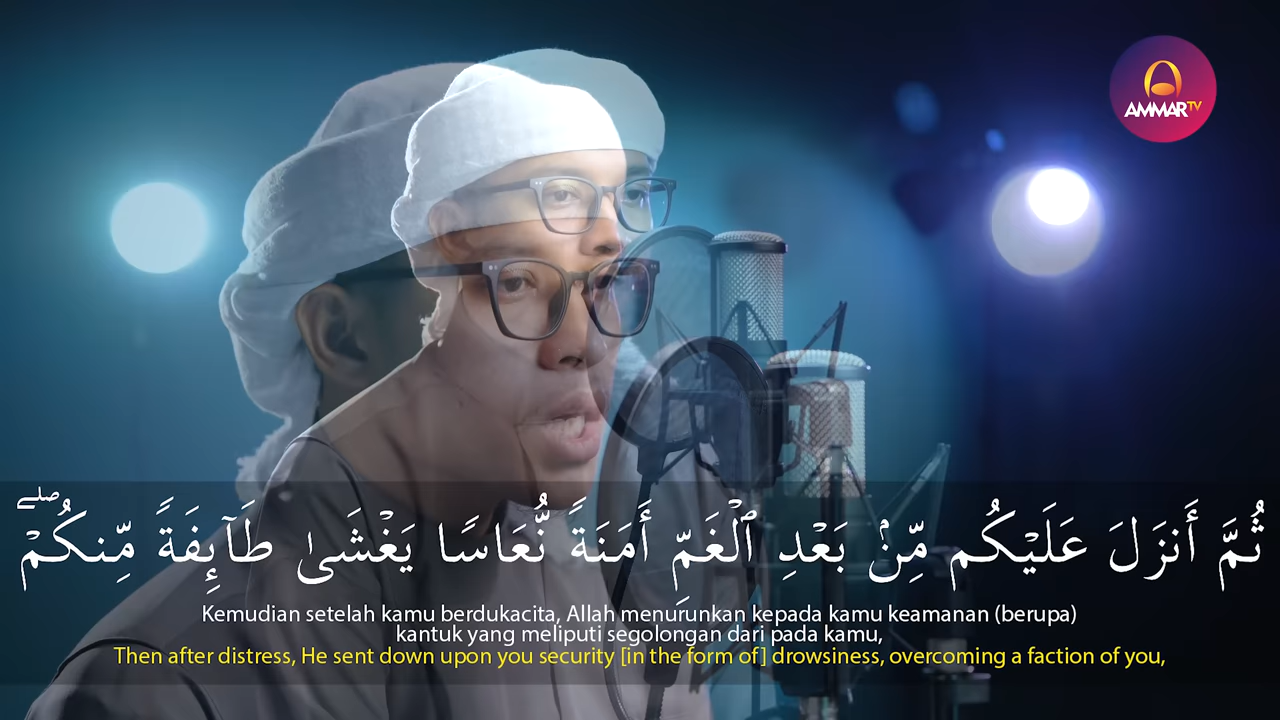 AMMARTV
ثُمَّ أَنزَلَ عَلَيْكُم مِّنۢ بَعْدِ ٱلْغَمِّ أَمَنَةً نُّعَاسًا يَغْشَىٰ طَآئِفَةً مِّنكُمْ ۖ
Kemudian setelah kamu berdukacita, Allah menurunkan kepada kamu keamanan (berupa)
kantuk yang meliputi segolongan dari pada kamu,
Then after distress, He sent down upon you security [in the form of] drowsiness, overcoming a faction of you,